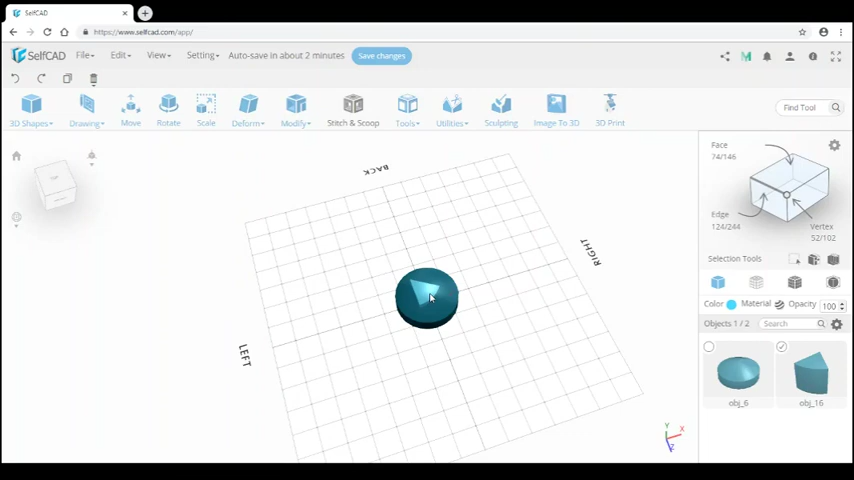 SelfCAD
https://www.selfcad.com/app/
SelfCAD File Edit View Setting Auto-save in about 2 minutes Save changes
3D Shapes Drawing Move Rotate Scale Deform Modify Stitch & Scoop Tools Utilities Sculpting Image To 3D 3D Print Find Tool
BACK
RIGHT
LEFT
Face
74/146
Edge
124/244
Vertex
52/102
Selection Tools
Color Material Opacity 100
Objects 1 / 2 Search
obj_6 obj_16
Y
X
Z